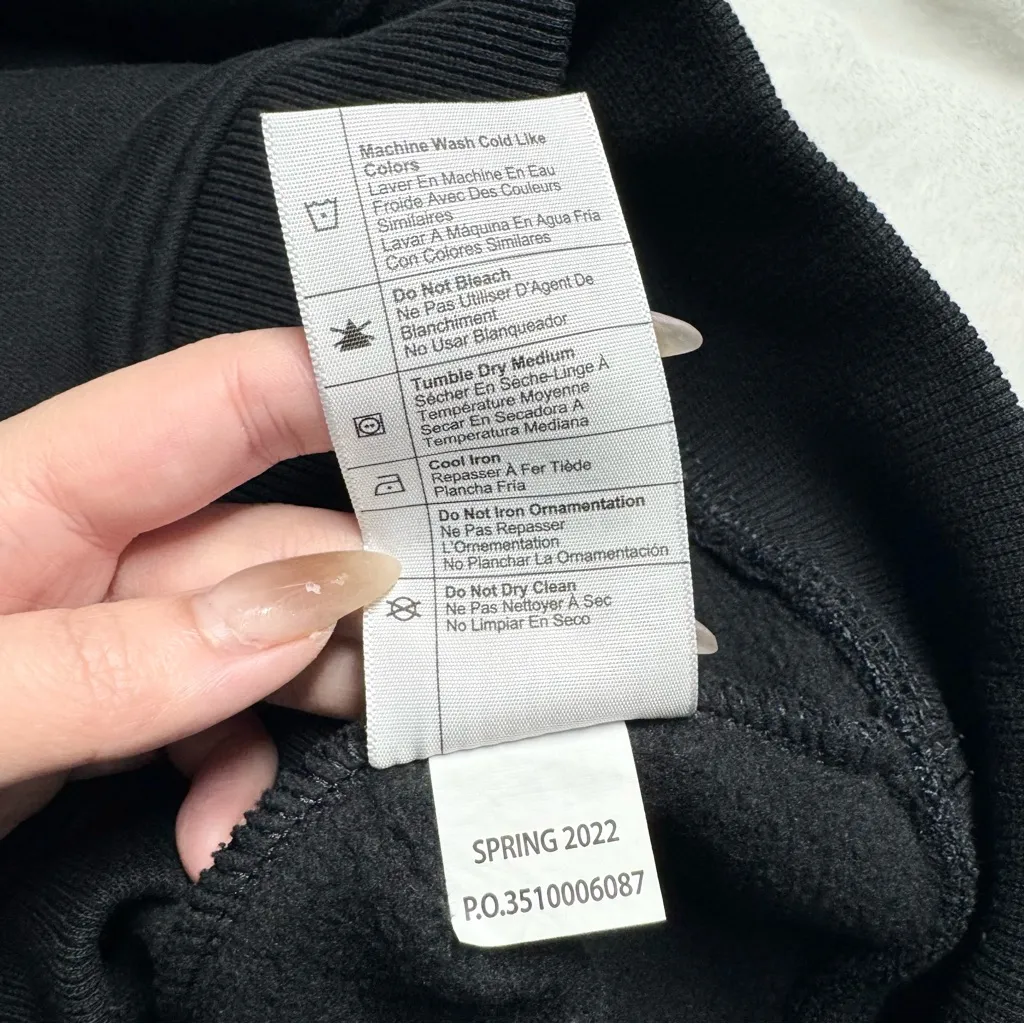 Machine Wash Cold Like
Colors
Laver En Machine En Eau
Froide Avec Des Couleurs
Similaires
Lavar A Máquina En Agua Fría
Con Colores Similares
Do Not Bleach
Ne Pas Utiliser D'Agent De
Blanchiment
No Usar Blanqueador
Tumble Dry Medium
Sécher En Sèche-Linge À
Température Moyenne
Secar En Secadora A
Temperatura Mediana
Cool Iron
Repasser À Fer Tiède
Plancha Fria
Do Not Iron Ornamentation
Ne Pas Repasser
L'Ornementation
No Planchar La Ornamentación
Do Not Dry Clean
Ne Pas Nettoyer À Sec
No Limpiar En Seco
SPRING 2022
P.O.3510006087